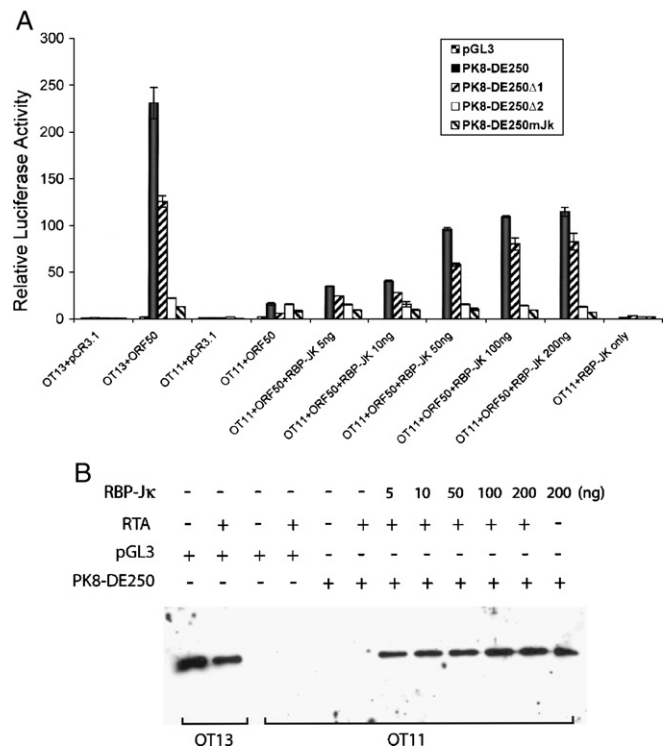 A
Relative Luciferase Activity
300
250
200
150
100
50
0
pGL3
PK8-DE250
PK8-DE250Δ1
PK8-DE250Δ2
PK8-DE250mJk
OT13+pCR3.1
OT13+ORF50
OT11+pCR3.1
OT11+ORF50
OT11+ORF50+RBP-JK 5ng
OT11+ORF50+RBP-JK 10ng
OT11+ORF50+RBP-JK 50ng
OT11+ORF50+RBP-JK 100ng
OT11+ORF50+RBP-JK 200ng
OT11+RBP-JK only
B
RBP-Jκ - - - - - - 5 10 50 100 200 200 (ng)
RTA - + - + - + + + + + + -
pGL3 + + + + - - - - - - - -
PK8-DE250 - - - - + + + + + + + +
OT13 OT11